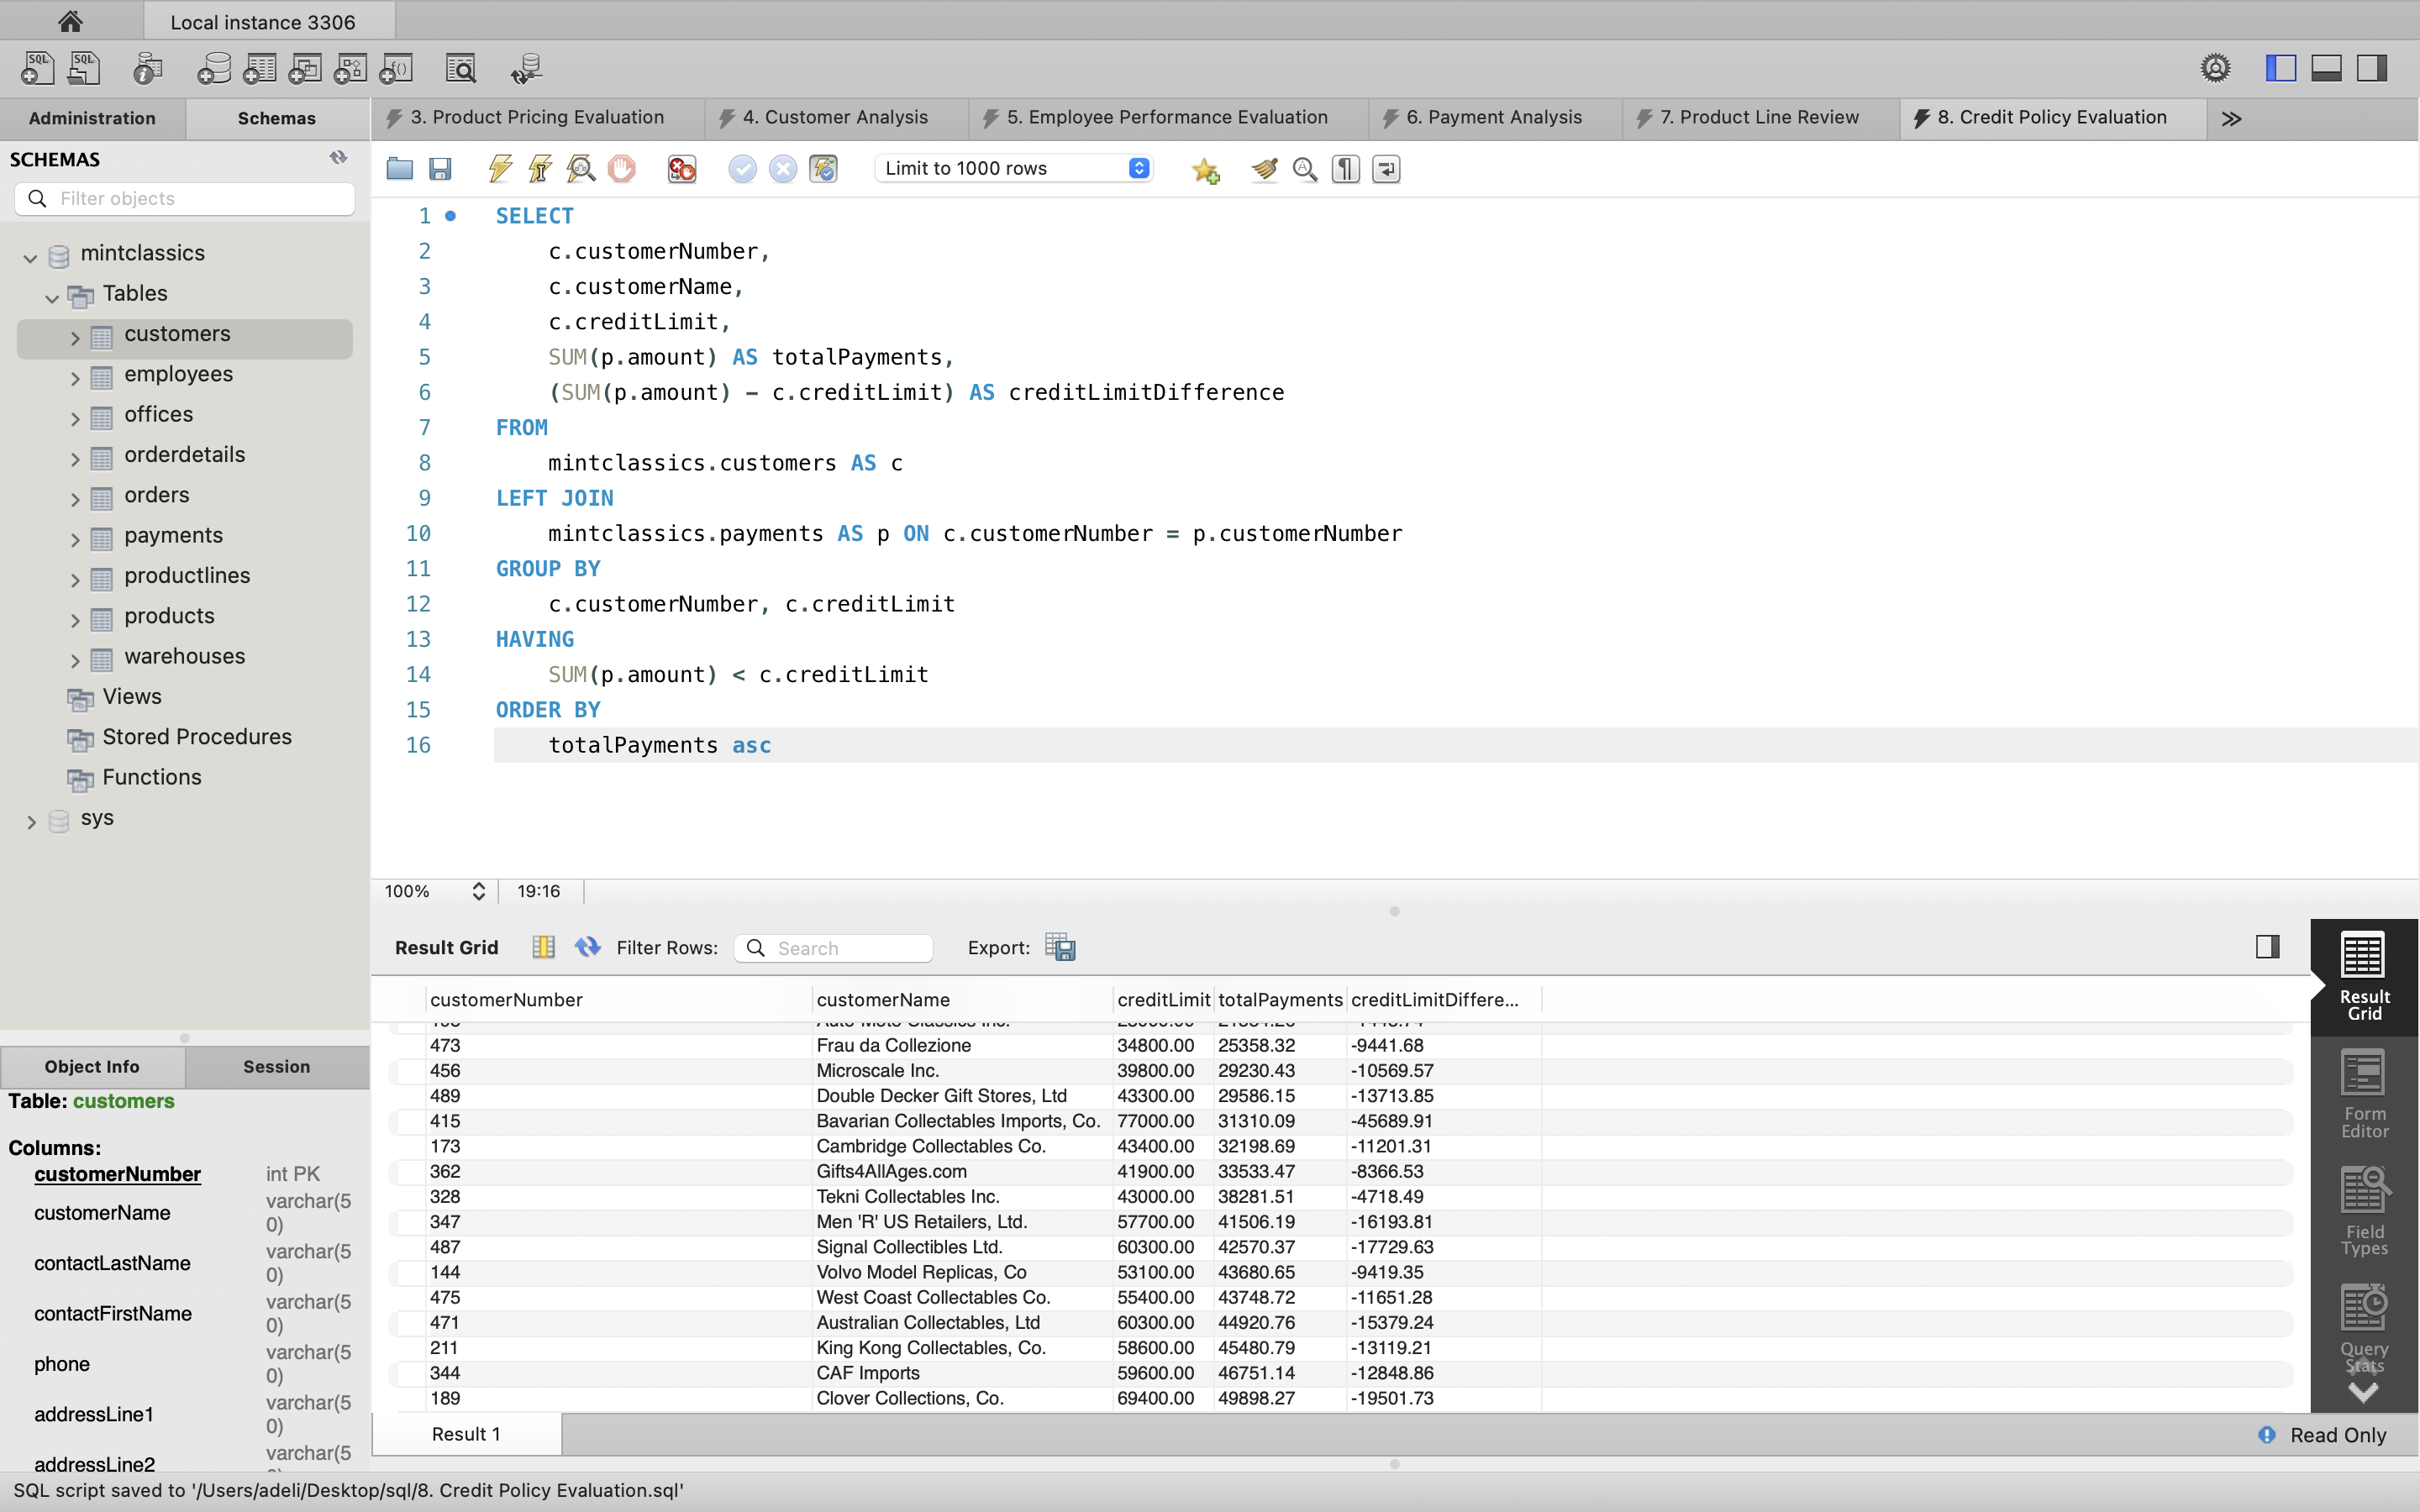 Local instance 3306
SQL SQL
Administration Schemas
3. Product Pricing Evaluation 4. Customer Analysis 5. Employee Performance Evaluation 6. Payment Analysis 7. Product Line Review 8. Credit Policy Evaluation
SCHEMAS
Filter objects
Limit to 1000 rows
mintclassics
Tables
customers
employees
offices
orderdetails
orders
payments
productlines
products
warehouses
Views
Stored Procedures
Functions
sys
1 SELECT
2 c.customerNumber,
3 c.customerName,
4 c.creditLimit,
5 SUM(p.amount) AS totalPayments,
6 (SUM(p.amount) - c.creditLimit) AS creditLimitDifference
7 FROM
8 mintclassics.customers AS c
9 LEFT JOIN
10 mintclassics.payments AS p ON c.customerNumber = p.customerNumber
11 GROUP BY
12 c.customerNumber, c.creditLimit
13 HAVING
14 SUM(p.amount) < c.creditLimit
15 ORDER BY
16 totalPayments asc
100% 19:16
Result Grid Filter Rows: Search Export:
customerNumber customerName creditLimit totalPayments creditLimitDiffere...
473 Frau da Collezione 34800.00 25358.32 -9441.68
456 Microscale Inc. 39800.00 29230.43 -10569.57
489 Double Decker Gift Stores, Ltd 43300.00 29586.15 -13713.85
415 Bavarian Collectables Imports, Co. 77000.00 31310.09 -45689.91
173 Cambridge Collectables Co. 43400.00 32198.69 -11201.31
362 Gifts4AllAges.com 41900.00 33533.47 -8366.53
328 Tekni Collectables Inc. 43000.00 38281.51 -4718.49
347 Men 'R' US Retailers, Ltd. 57700.00 41506.19 -16193.81
487 Signal Collectibles Ltd. 60300.00 42570.37 -17729.63
144 Volvo Model Replicas, Co 53100.00 43680.65 -9419.35
475 West Coast Collectables Co. 55400.00 43748.72 -11651.28
471 Australian Collectables, Ltd 60300.00 44920.76 -15379.24
211 King Kong Collectables, Co. 58600.00 45480.79 -13119.21
344 CAF Imports 59600.00 46751.14 -12848.86
189 Clover Collections, Co. 69400.00 49898.27 -19501.73
Result Grid
Form Editor
Field Types
Query Stats
Result 1
Read Only
Object Info Session
Table: customers
Columns:
customerNumber int PK
customerName varchar(50)
contactLastName varchar(50)
contactFirstName varchar(50)
phone varchar(50)
addressLine1 varchar(50)
addressLine2 varchar(5
SQL script saved to '/Users/adeli/Desktop/sql/8. Credit Policy Evaluation.sql'